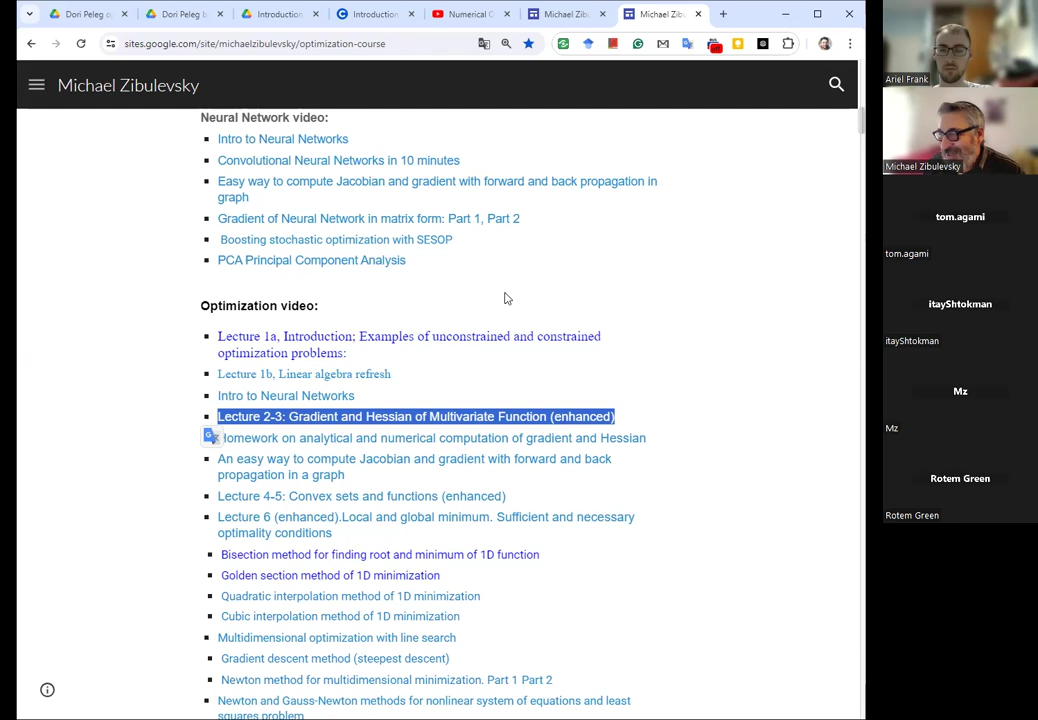 Dori Peleg o
Dori Peleg b
Introduction
Introduction
Numerical O
Michael Zib
Michael Zibu
sites.google.com/site/michaelzibulevsky/optimization-course
Michael Zibulevsky
Neural Network video:
Intro to Neural Networks
Convolutional Neural Networks in 10 minutes
Easy way to compute Jacobian and gradient with forward and back propagation in
graph
Gradient of Neural Network in matrix form: Part 1, Part 2
Boosting stochastic optimization with SESOP
PCA Principal Component Analysis
Optimization video:
Lecture 1a, Introduction; Examples of unconstrained and constrained
optimization problems:
Lecture 1b, Linear algebra refresh
Intro to Neural Networks
Lecture 2-3: Gradient and Hessian of Multivariate Function (enhanced)
Homework on analytical and numerical computation of gradient and Hessian
An easy way to compute Jacobian and gradient with forward and back
propagation in a graph
Lecture 4-5: Convex sets and functions (enhanced)
Lecture 6 (enhanced).Local and global minimum. Sufficient and necessary
optimality conditions
Bisection method for finding root and minimum of 1D function
Golden section method of 1D minimization
Quadratic interpolation method of 1D minimization
Cubic interpolation method of 1D minimization
Multidimensional optimization with line search
Gradient descent method (steepest descent)
Newton method for multidimensional minimization. Part 1 Part 2
Newton and Gauss-Newton methods for nonlinear system of equations and least
squares problem
Ariel Frank
Michael Zibulevsky
tom.agami
tom.agami
itayShtokman
itayShtokman
Mz
Mz
Rotem Green
Rotem Green